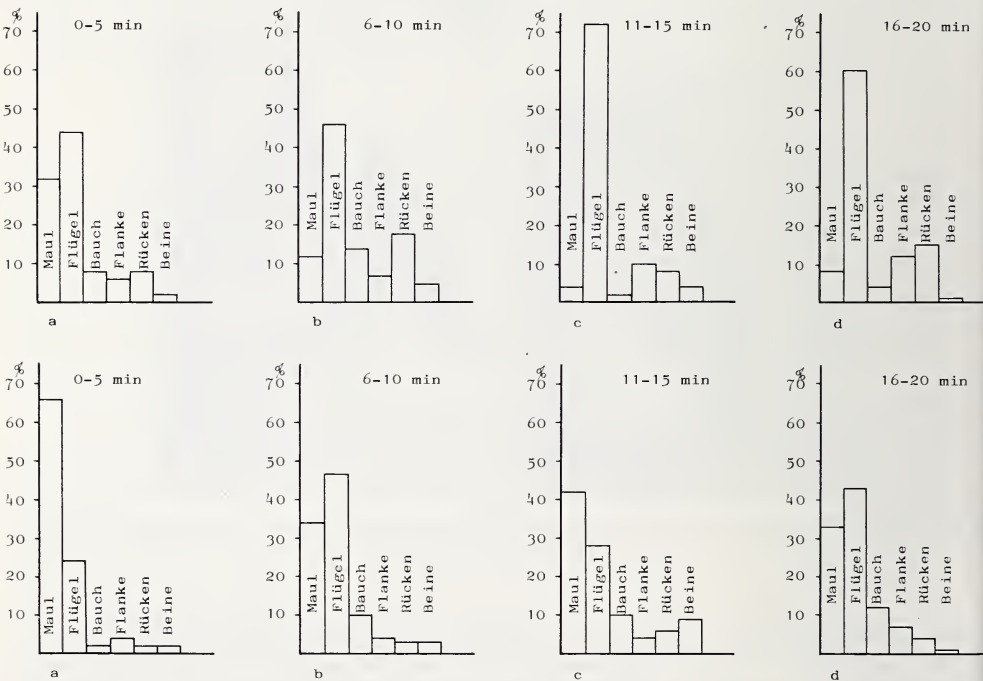 0-5 min
%
70
60
50
40
30
20
10
Maul
Flügel
Bauch
Flanke
Rücken
Beine
a
6-10 min
%
70
60
50
40
30
20
10
Maul
Flügel
Bauch
Flanke
Rücken
Beine
b
11-15 min
%
70
60
50
40
30
20
10
Maul
Flügel
Bauch
Flanke
Rücken
Beine
c
16-20 min
%
70
60
50
40
30
20
10
Maul
Flügel
Bauch
Flanke
Rücken
Beine
d
0-5 min
%
70
60
50
40
30
20
10
Maul
Flügel
Bauch
Flanke
Rücken
Beine
a
6-10 min
%
70
60
50
40
30
20
10
Maul
Flügel
Bauch
Flanke
Rücken
Beine
b
11-15 min
%
70
60
50
40
30
20
10
Maul
Flügel
Bauch
Flanke
Rücken
Beine
c
16-20 min
%
70
60
50
40
30
20
10
Maul
Flügel
Bauch
Flanke
Rücken
Beine
d